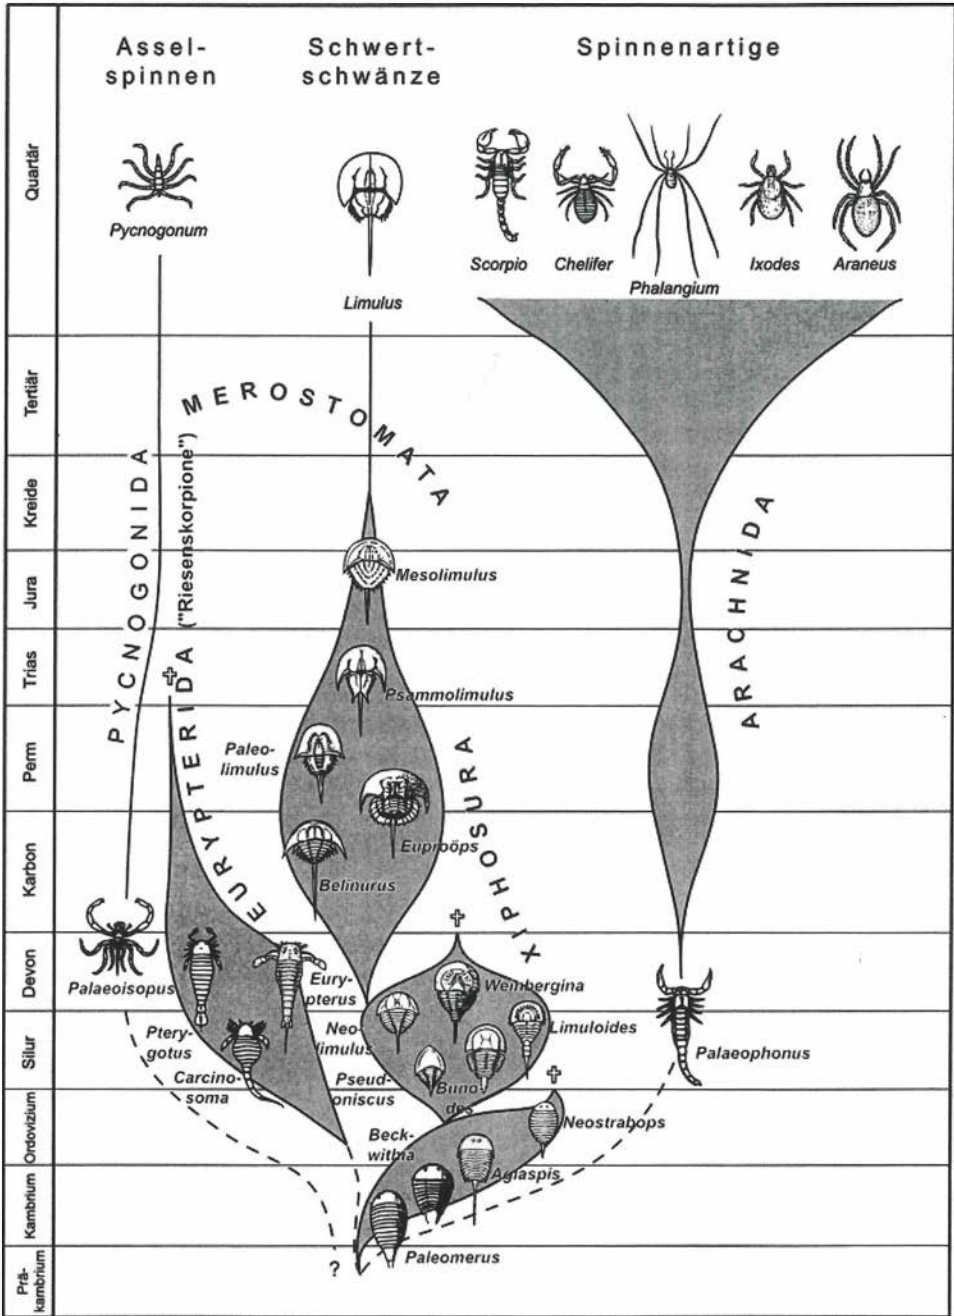 Assel-
spinnen
Schwert-
schwänze
Spinnenartige
Quartär
Pycnogonum
Limulus
Scorpio
Chelifer
Phalangium
Ixodes
Araneus
Tertiär
MEROSTOMATA
Kreide
PYCNOGONIDA
EURYPTERIDA ("Riesenskorpione")
XIPHOSURA
ARACHNIDA
Jura
Mesolimulus
Trias
Psammolimulus
Perm
Paleo-
limulus
Euproöps
Karbon
Belinurus
Devon
Palaeoisopus
Eury-
pterus
Weinbergina
Silur
Ptery-
gotus
Carcino-
soma
Neo-
limulus
Limuloides
Palaeophonus
Pseud-
oniscus
Buno-
des
Ordovizium
Beck-
withia
Neostrabops
Kambrium
Aglaspis
Paleomerus
Prä-
kambrium
?